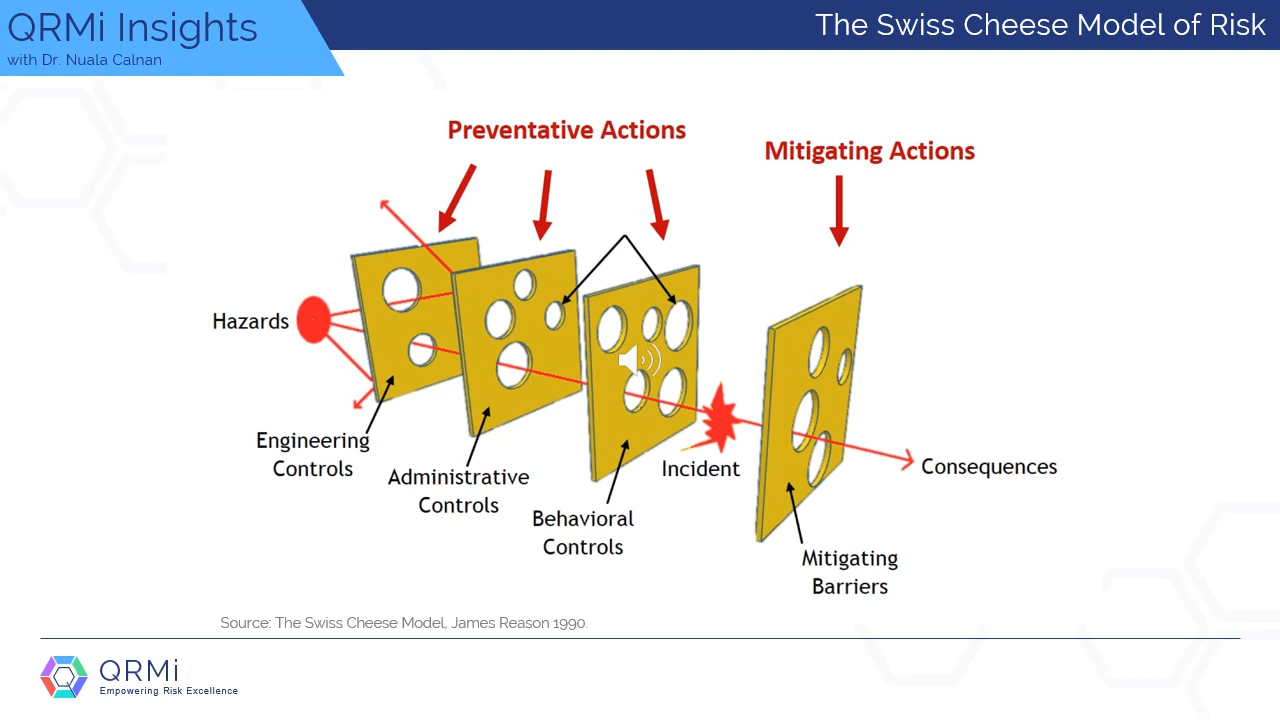 QRMi Insights
with Dr. Nuala Calnan
The Swiss Cheese Model of Risk
Preventative Actions
Mitigating Actions
Hazards
Engineering
Controls
Administrative
Controls
Behavioral
Controls
Incident
Consequences
Mitigating
Barriers
Source: The Swiss Cheese Model, James Reason 1990.
QRMi
Empowering Risk Excellence